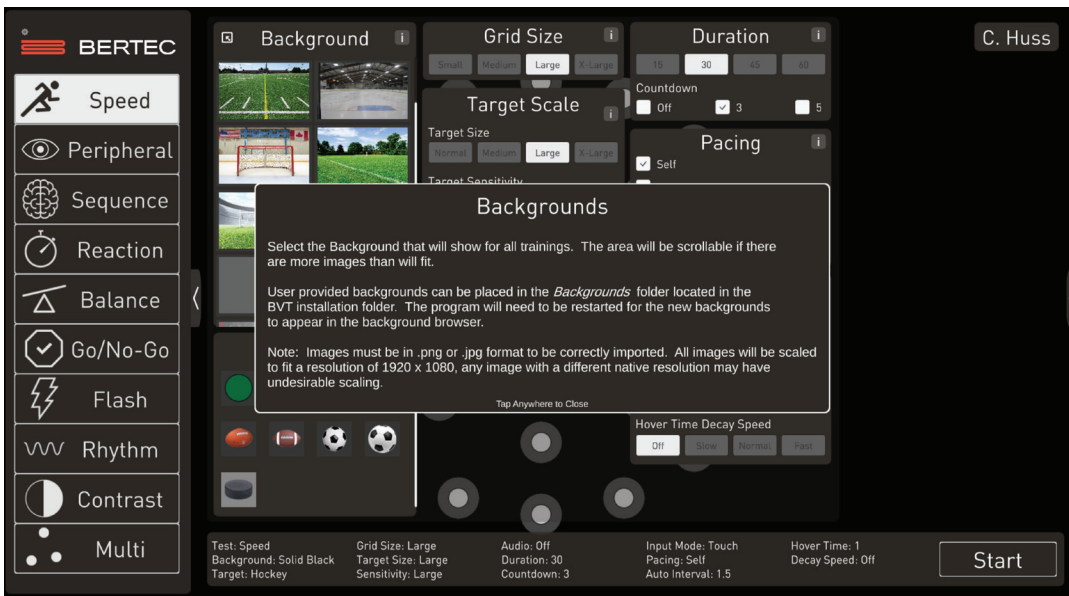 BERTEC
Speed
Peripheral
Sequence
Reaction
Balance
Go/No-Go
Flash
Rhythm
Contrast
Multi
Background i
Grid Size i
Small Medium Large X-Large
Target Scale i
Target Size
Normal Medium Large X-Large
Target Sensitivity
Duration i
15 30 45 60
Countdown
Off 3 5
Pacing i
Self
C. Huss
Backgrounds
Select the Background that will show for all trainings. The area will be scrollable if there
are more images than will fit.
User provided backgrounds can be placed in the Backgrounds folder located in the
BVT installation folder. The program will need to be restarted for the new backgrounds
to appear in the background browser.
Note: Images must be in .png or .jpg format to be correctly imported. All images will be scaled
to fit a resolution of 1920 x 1080, any image with a different native resolution may have
undesirable scaling.
Tap Anywhere to Close
Hover Time Decay Speed
Off Slow Normal Fast
Test: Speed
Background: Solid Black
Target: Hockey
Grid Size: Large
Target Size: Large
Sensitivity: Large
Audio: Off
Duration: 30
Countdown: 3
Input Mode: Touch
Pacing: Self
Auto Interval: 1.5
Hover Time: 1
Decay Speed: Off
Start